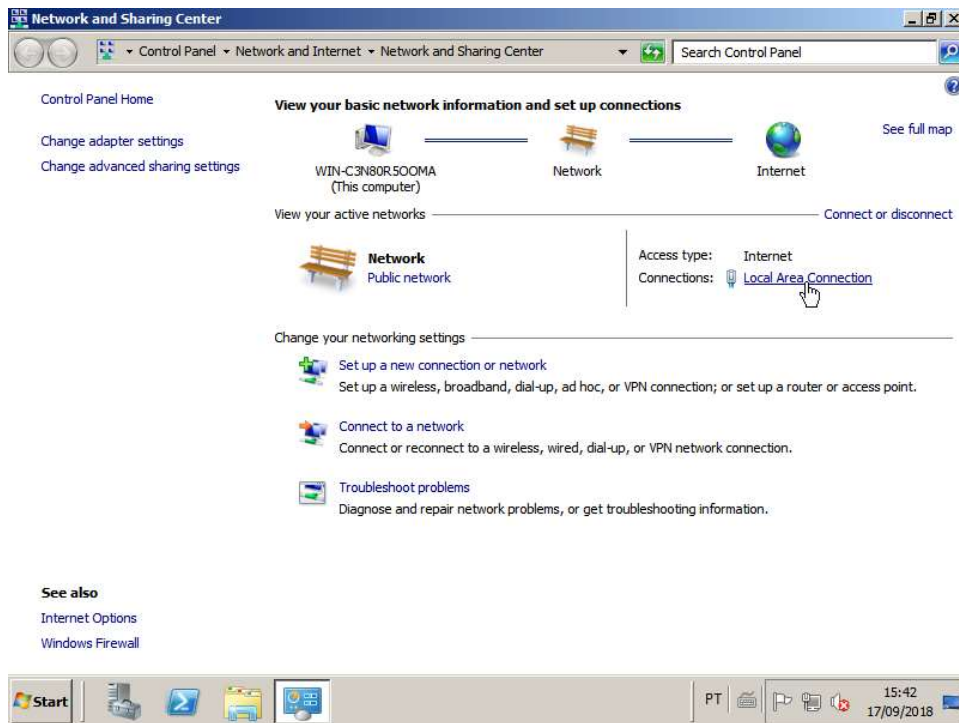 Network and Sharing Center
Control Panel Network and Internet Network and Sharing Center
Search Control Panel
Control Panel Home
Change adapter settings
Change advanced sharing settings
View your basic network information and set up connections
See full map
WIN-C3N80R5OOMA
(This computer)
Network
Internet
View your active networks
Connect or disconnect
Network
Public network
Access type: Internet
Connections: Local Area Connection
Change your networking settings
Set up a new connection or network
Set up a wireless, broadband, dial-up, ad hoc, or VPN connection; or set up a router or access point.
Connect to a network
Connect or reconnect to a wireless, wired, dial-up, or VPN network connection.
Troubleshoot problems
Diagnose and repair network problems, or get troubleshooting information.
See also
Internet Options
Windows Firewall
Start
PT
15:42
17/09/2018